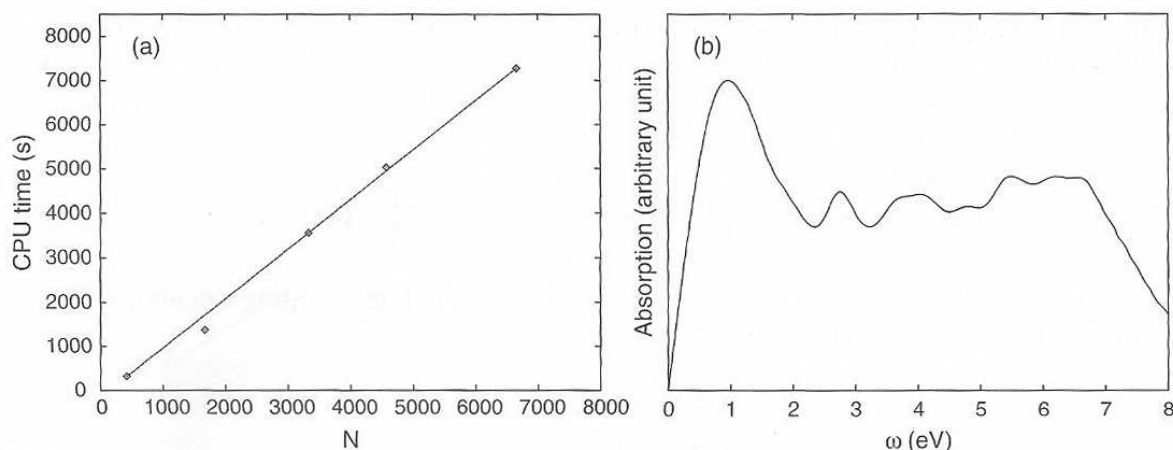 (a)
CPU time (s)
8000
7000
6000
5000
4000
3000
2000
1000
0
0 1000 2000 3000 4000 5000 6000 7000 8000
N
(b)
Absorption (arbitrary unit)
0 1 2 3 4 5 6 7 8
ω (eV)